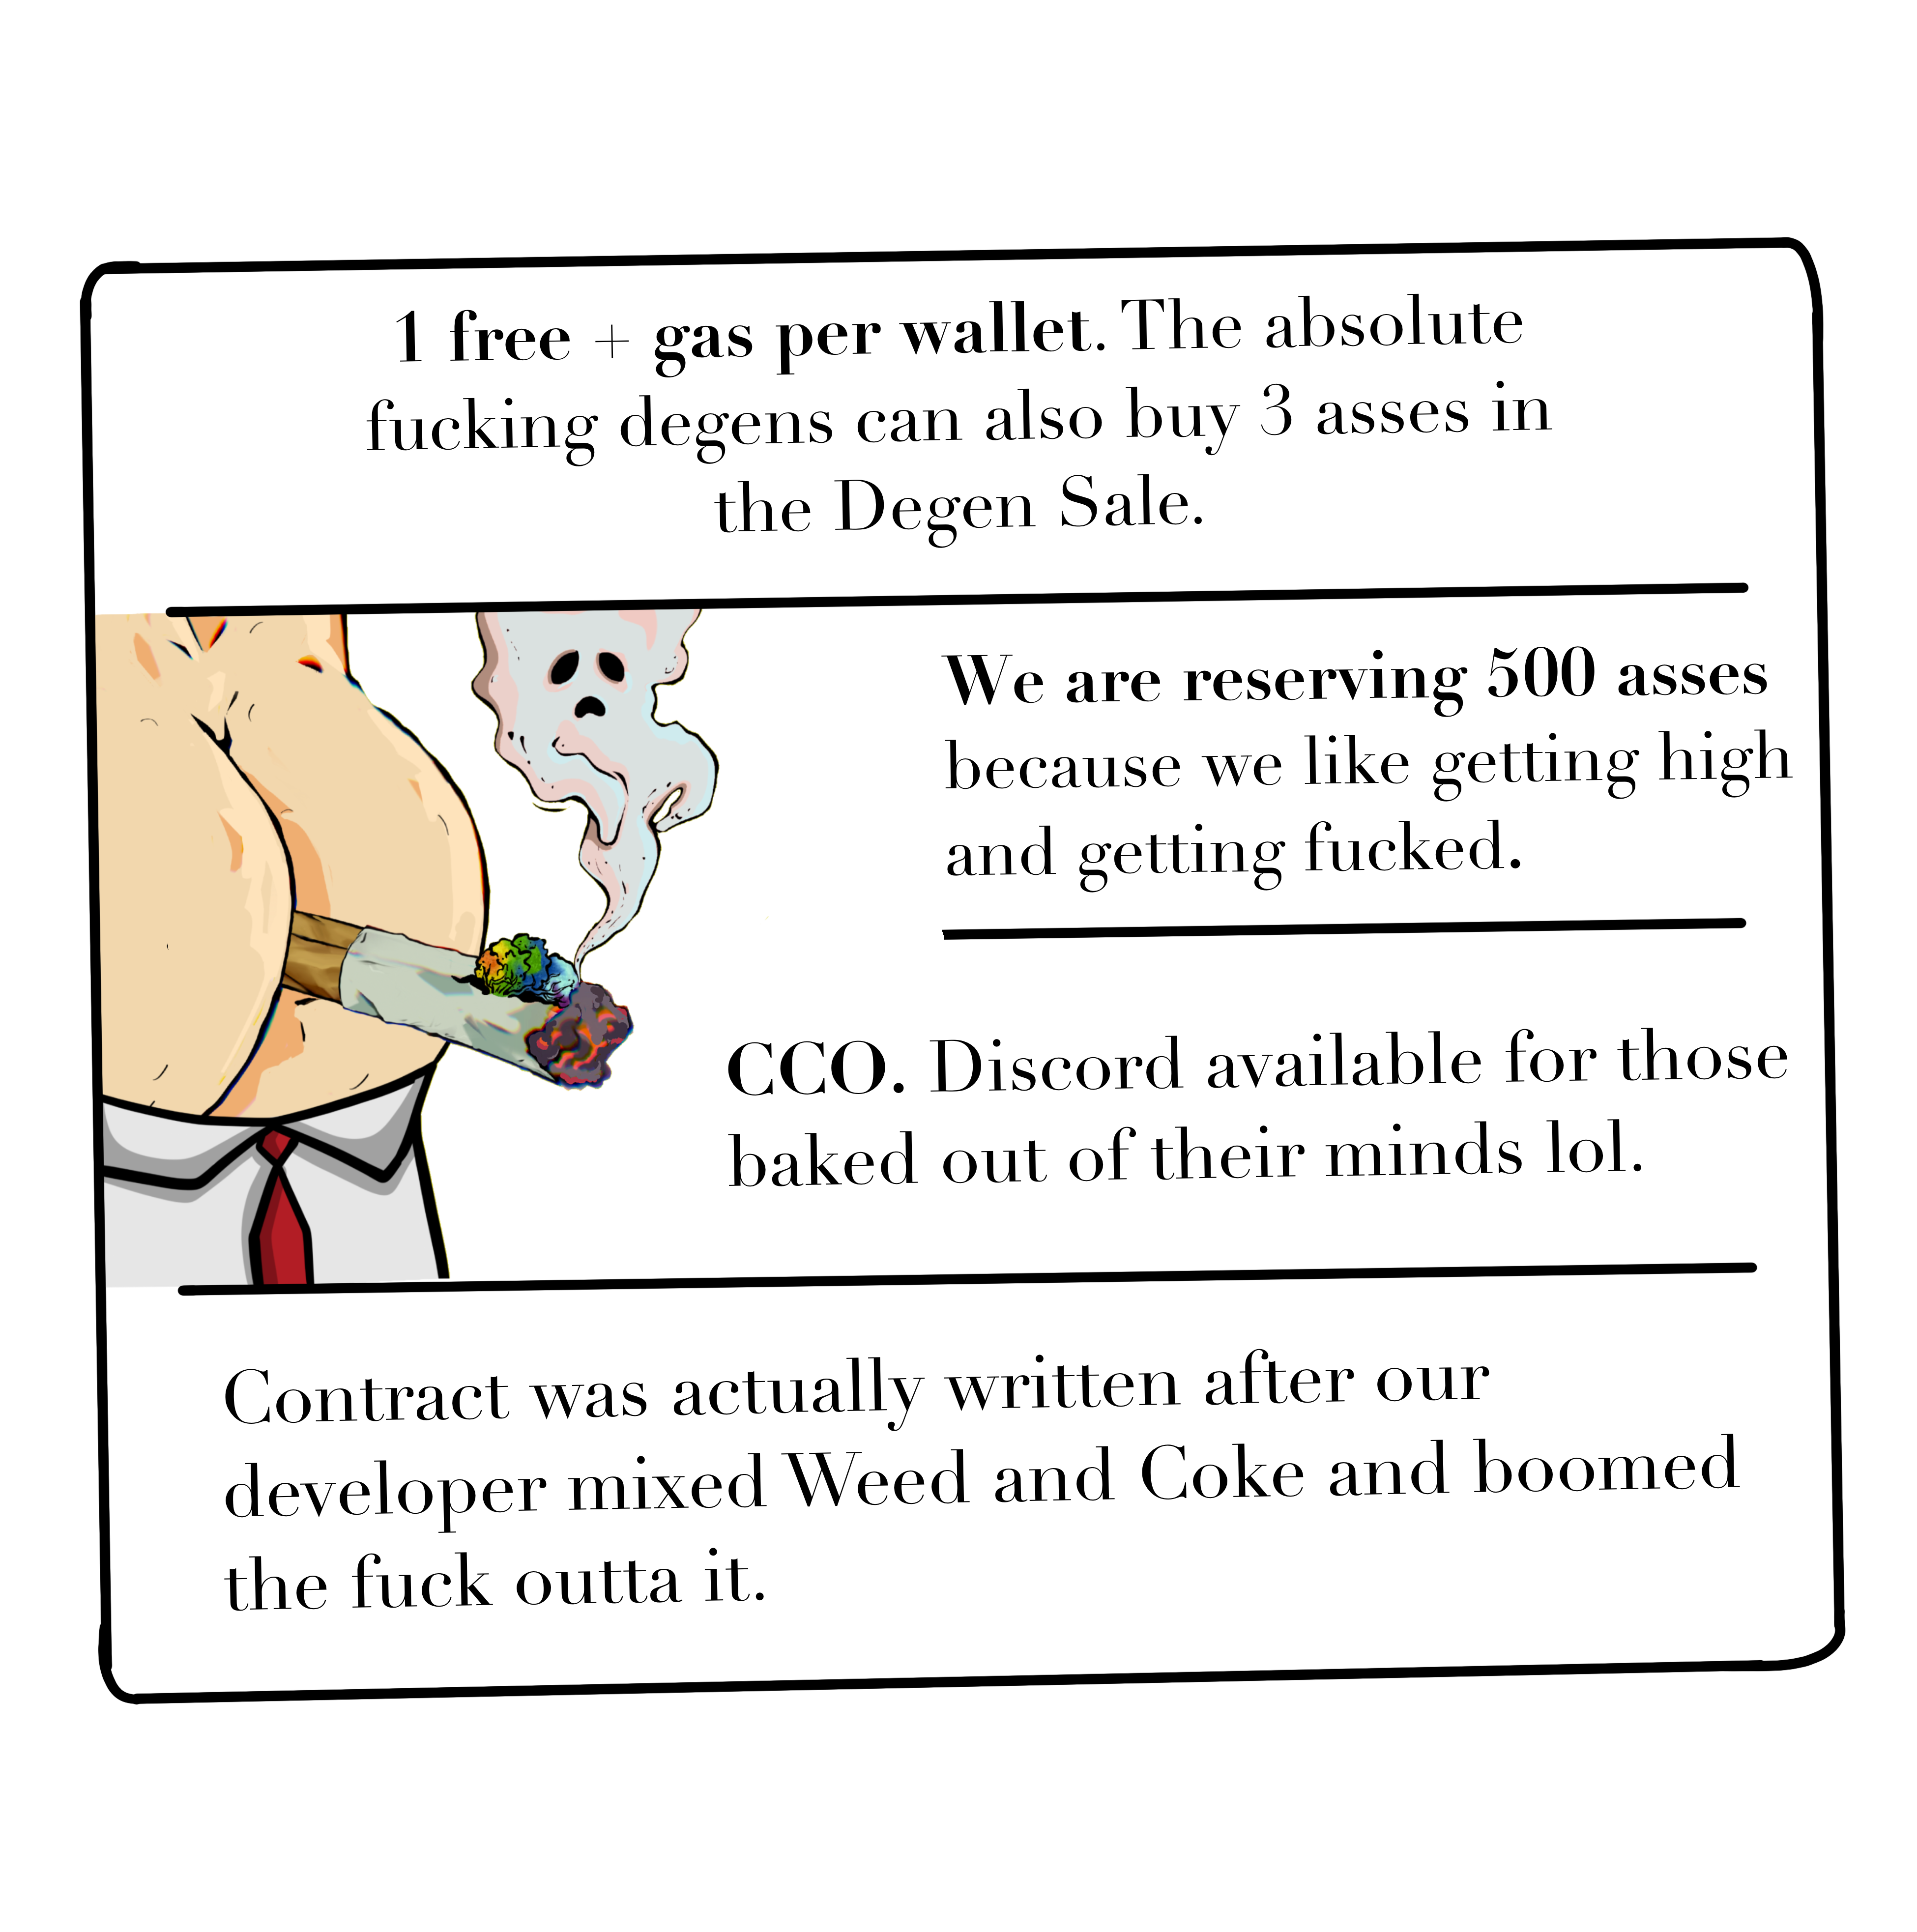 1 free + gas per wallet. The absolute
fucking degens can also buy 3 asses in
the Degen Sale.
We are reserving 500 asses
because we like getting high
and getting fucked.
CCO. Discord available for those
baked out of their minds lol.
Contract was actually written after our
developer mixed Weed and Coke and boomed
the fuck outta it.